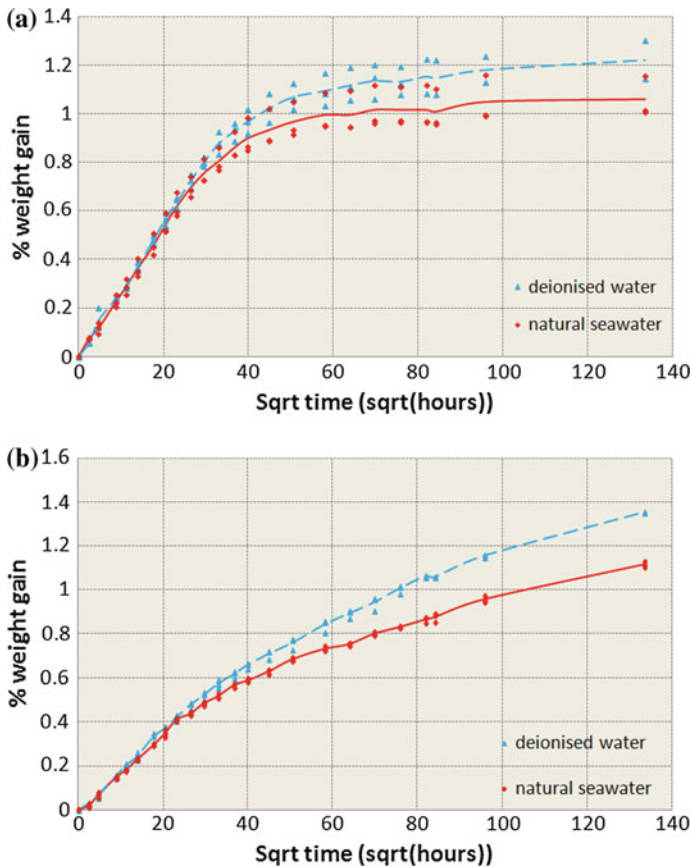 (a)
1.4
1.2
1
0.8
0.6
0.4
0.2
0
% weight gain
deionised water
natural seawater
0 20 40 60 80 100 120 140
Sqrt time (sqrt(hours))
(b)
1.6
1.4
1.2
1
0.8
0.6
0.4
0.2
0
% weight gain
deionised water
natural seawater
0 20 40 60 80 100 120 140
Sqrt time (sqrt(hours))